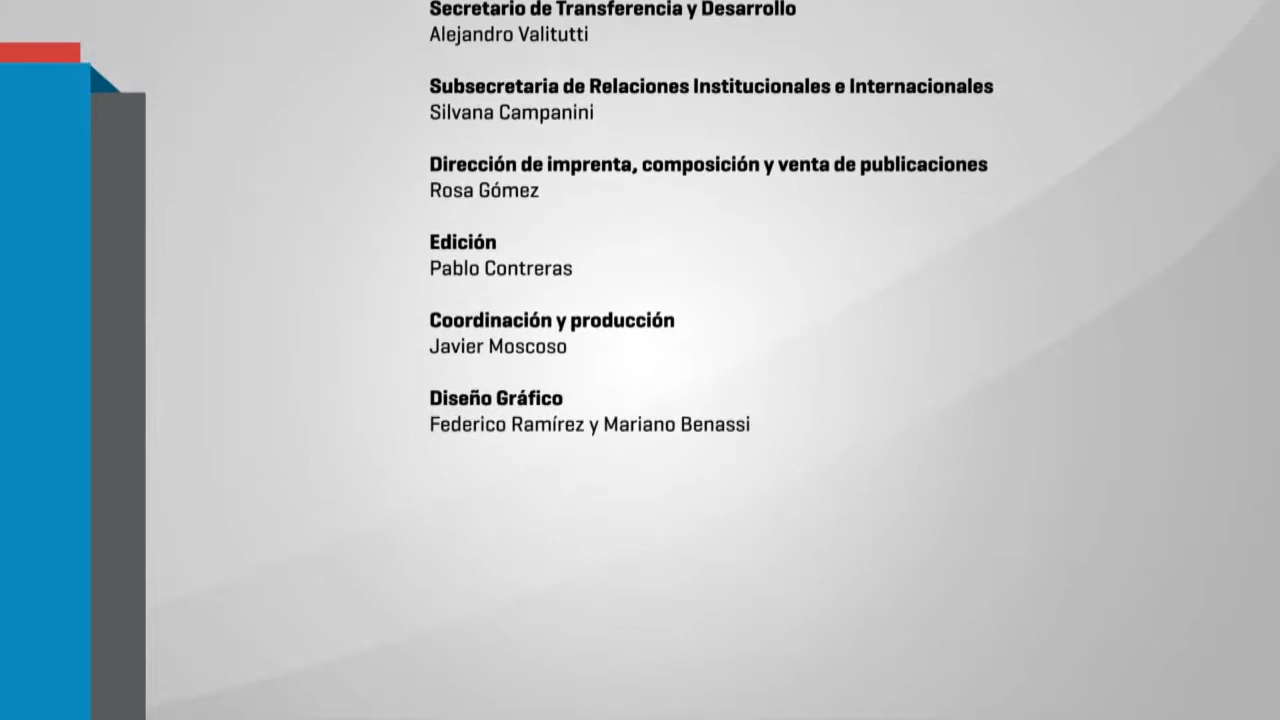 Secretario de Transferencia y Desarrollo
Alejandro Valitutti
Subsecretaria de Relaciones Institucionales e Internacionales
Silvana Campanini
Dirección de imprenta, composición y venta de publicaciones
Rosa Gómez
Edición
Pablo Contreras
Coordinación y producción
Javier Moscoso
Diseño Gráfico
Federico Ramírez y Mariano Benassi